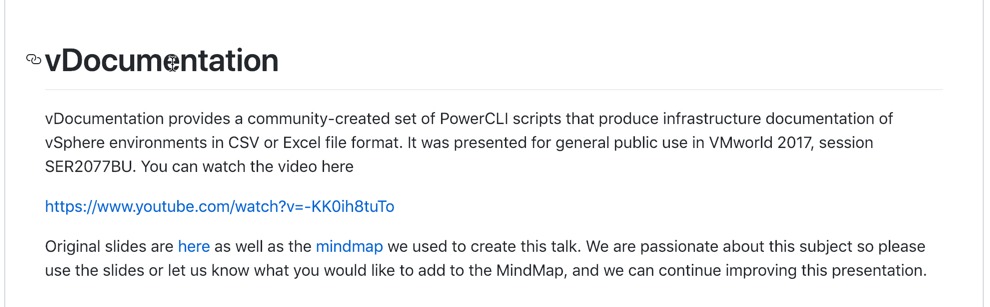 vDocumentation
vDocumentation provides a community-created set of PowerCLI scripts that produce infrastructure documentation of
vSphere environments in CSV or Excel file format. It was presented for general public use in VMworld 2017, session
SER2077BU. You can watch the video here
https://www.youtube.com/watch?v=-KK0ih8tuTo
Original slides are here as well as the mindmap we used to create this talk. We are passionate about this subject so please
use the slides or let us know what you would like to add to the MindMap, and we can continue improving this presentation.